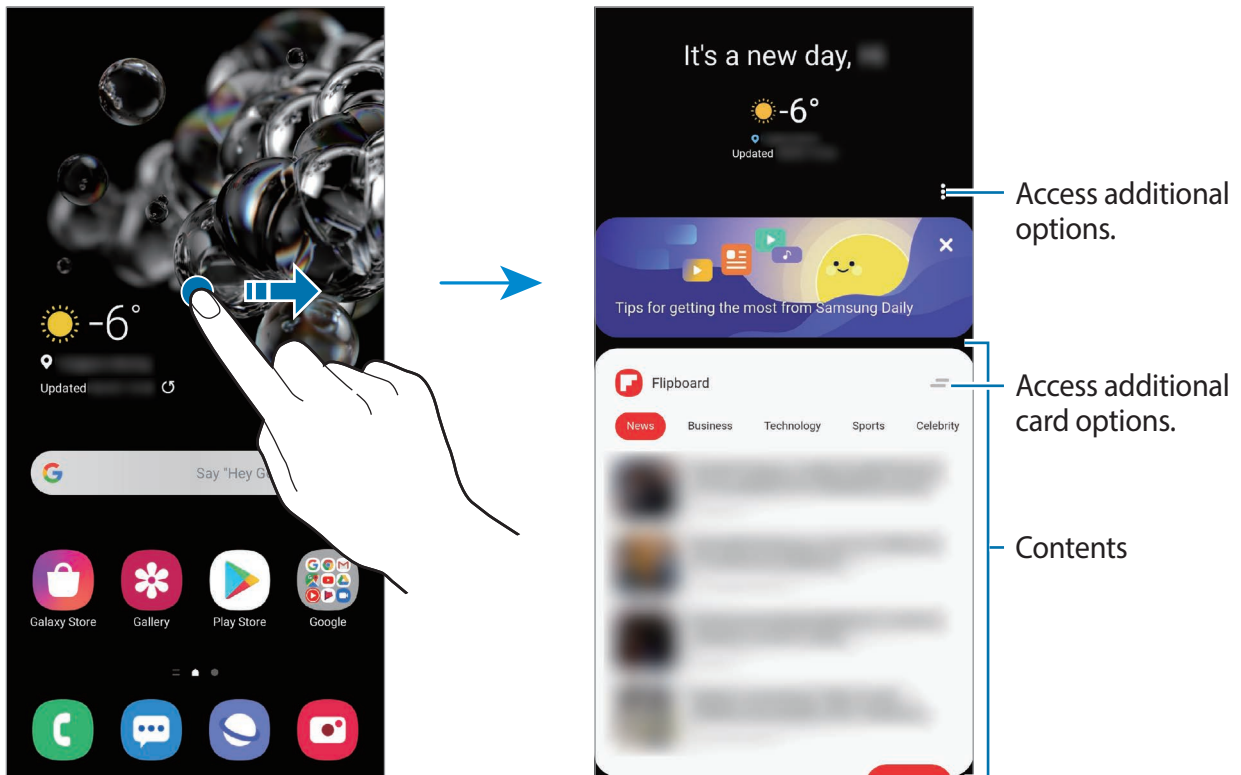 -6°
Updated
Say "Hey G
Galaxy Store
Gallery
Play Store
Google
It's a new day,
-6°
Updated
Access additional
options.
Tips for getting the most from Samsung Daily
Flipboard
Access additional
card options.
News Business Technology Sports Celebrity
Contents